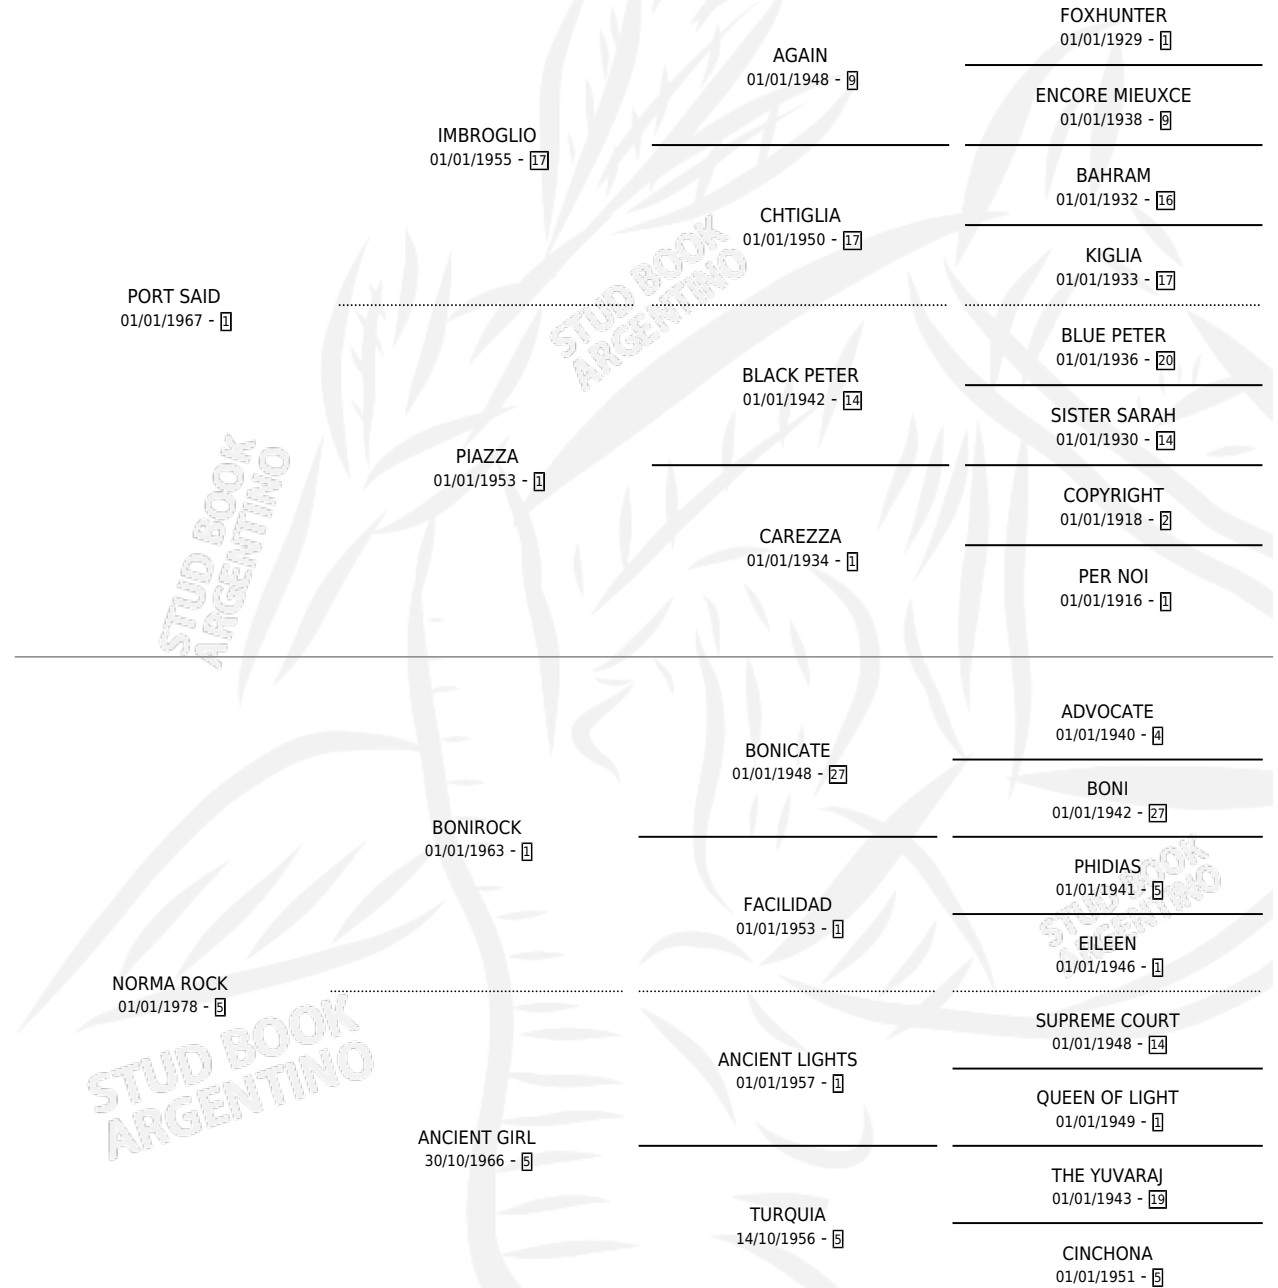 FOXHUNTER
01/01/1929 - 1
AGAIN
01/01/1948 - 9
ENCORE MIEUXCE
01/01/1938 - 9
IMBROGLIO
01/01/1955 - 17
BAHRAM
01/01/1932 - 16
CHTIGLIA
01/01/1950 - 17
KIGLIA
01/01/1933 - 17
PORT SAID
01/01/1967 - 1
BLUE PETER
01/01/1936 - 20
BLACK PETER
01/01/1942 - 14
SISTER SARAH
01/01/1930 - 14
PIAZZA
01/01/1953 - 1
COPYRIGHT
01/01/1918 - 2
CAREZZA
01/01/1934 - 1
PER NOI
01/01/1916 - 1
STUD BOOK
ARGENTINO
STUD BOOK
ARGENTINO
ADVOCATE
01/01/1940 - 4
BONICATE
01/01/1948 - 27
BONI
01/01/1942 - 27
BONIROCK
01/01/1963 - 1
PHIDIAS
01/01/1941 - 5
FACILIDAD
01/01/1953 - 1
EILEEN
01/01/1946 - 1
NORMA ROCK
01/01/1978 - 5
SUPREME COURT
01/01/1948 - 14
ANCIENT LIGHTS
01/01/1957 - 1
QUEEN OF LIGHT
01/01/1949 - 1
ANCIENT GIRL
30/10/1966 - 5
THE YUVARAJ
01/01/1943 - 19
TURQUIA
14/10/1956 - 5
CINCHONA
01/01/1951 - 5
STUD BOOK
ARGENTINO
STUD BOOK
ARGENTINO